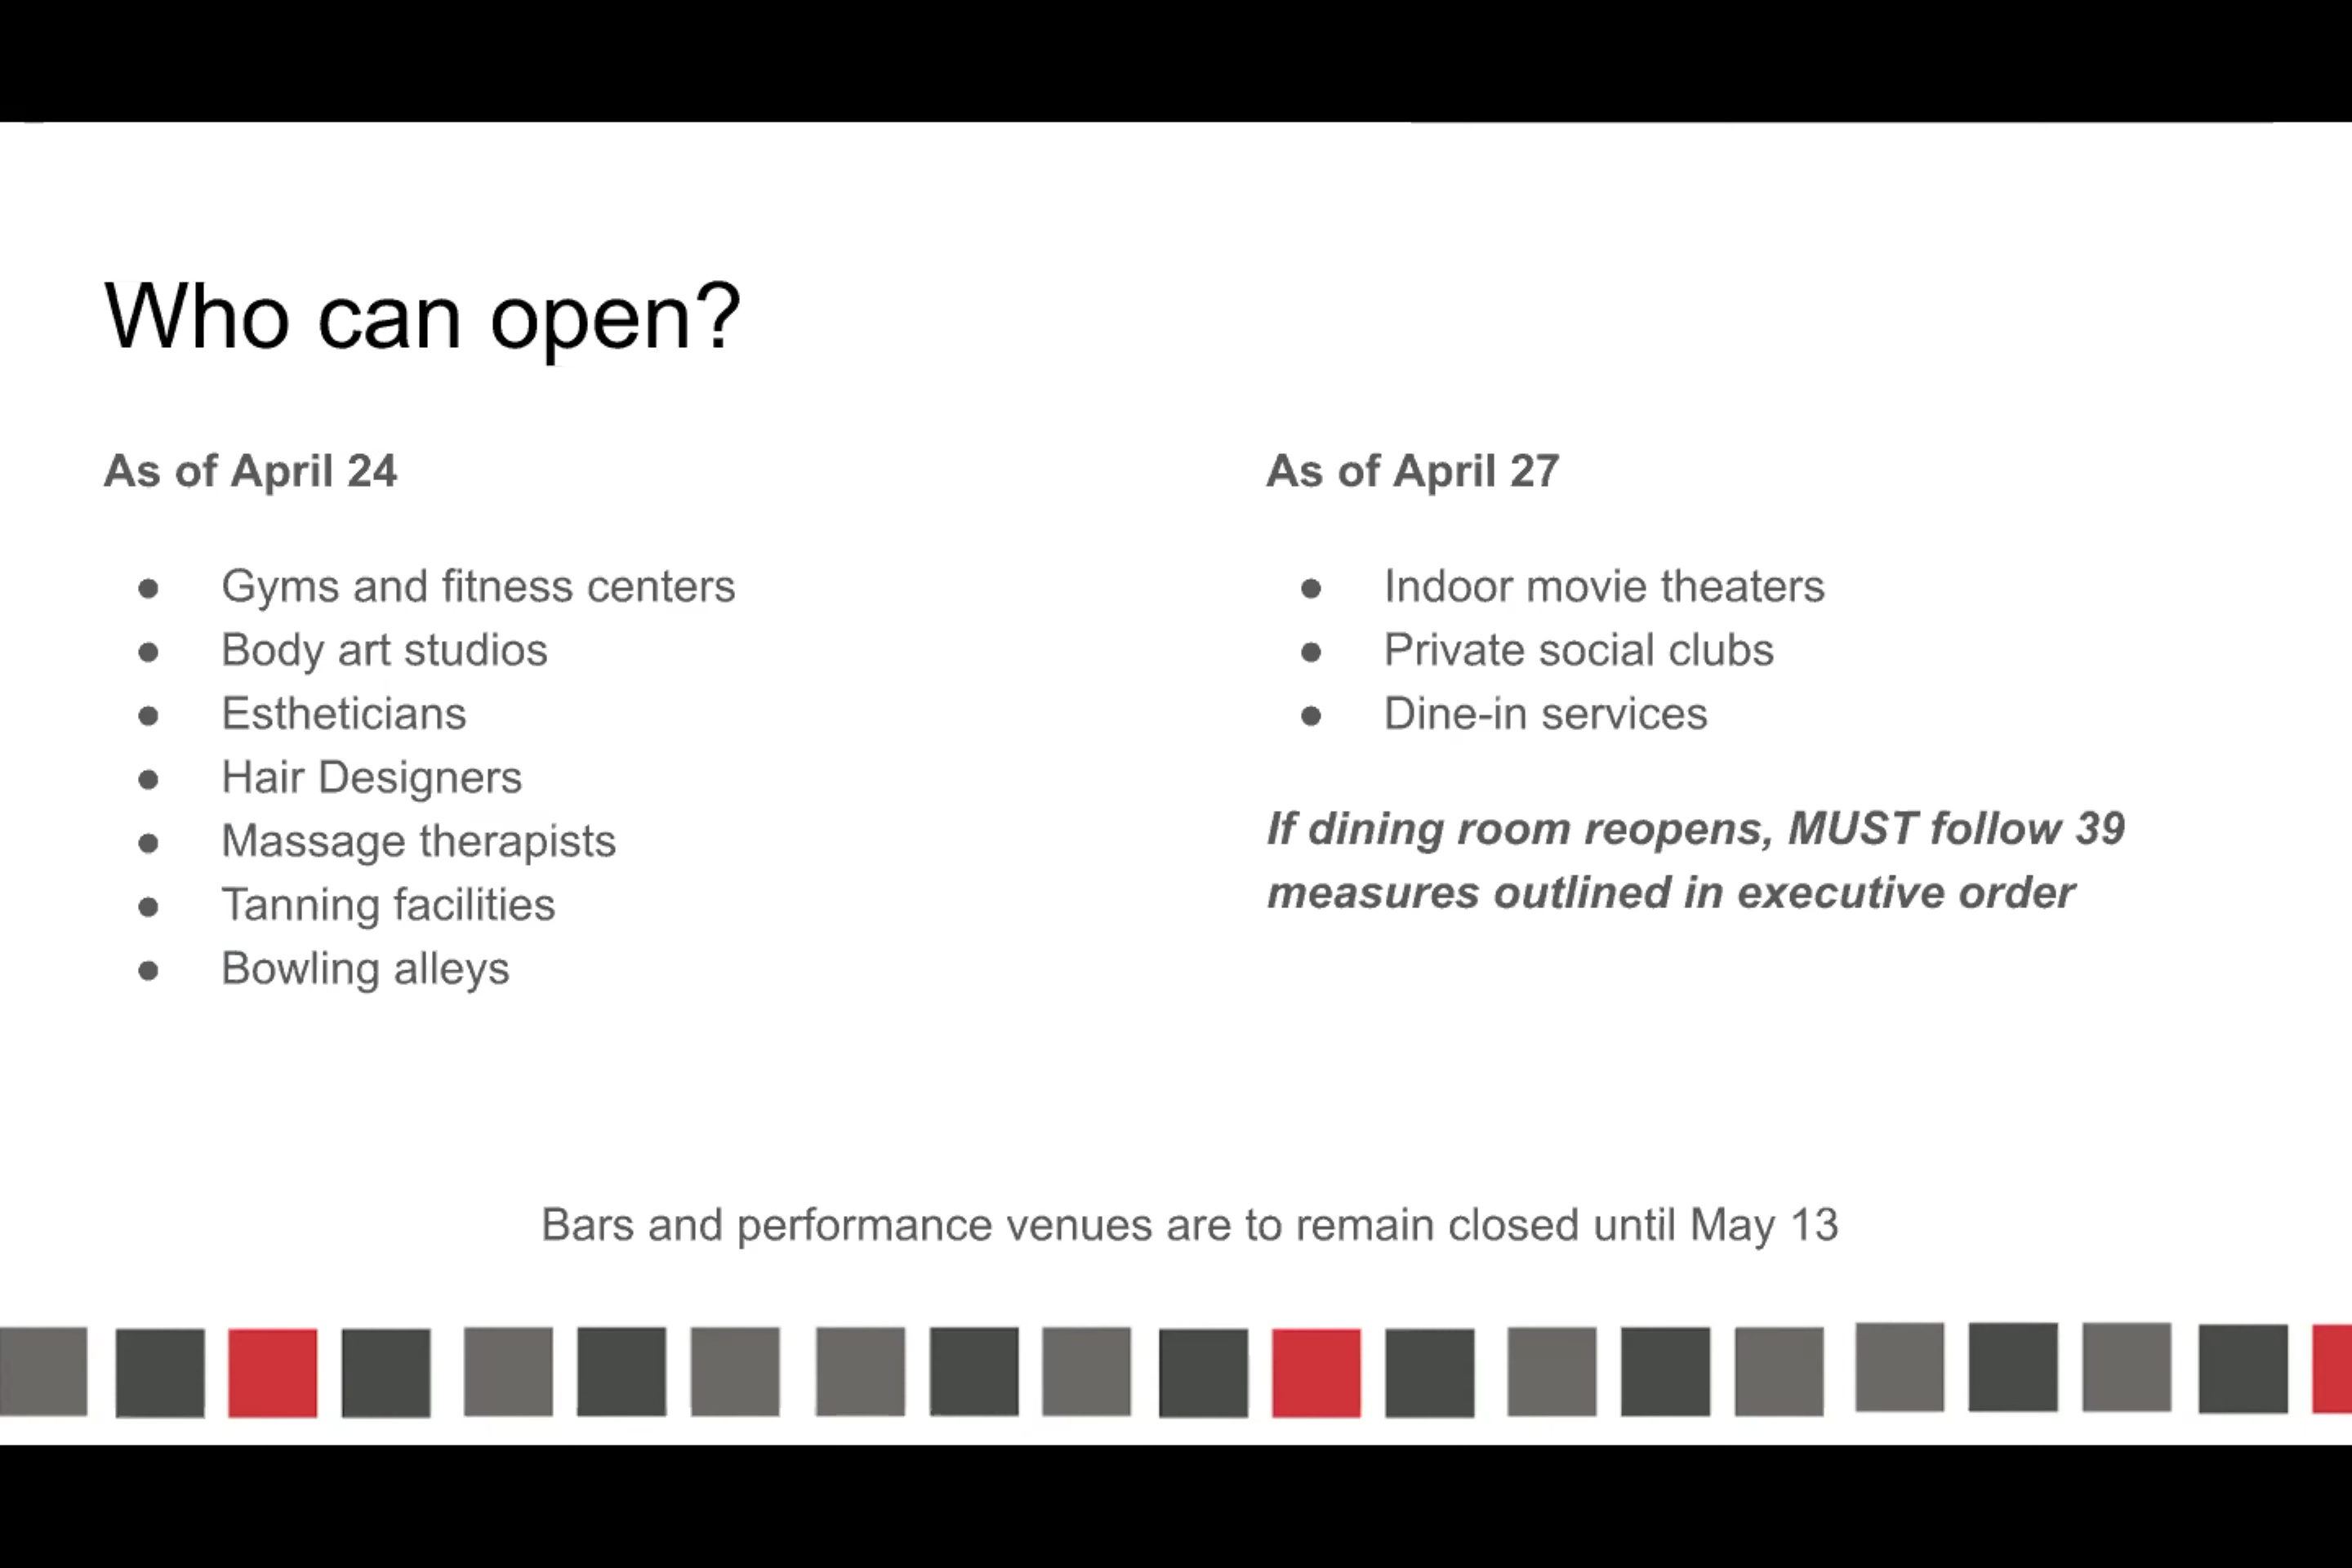 Who can open?
As of April 24
● Gyms and fitness centers
● Body art studios
● Estheticians
● Hair Designers
● Massage therapists
● Tanning facilities
● Bowling alleys
As of April 27
● Indoor movie theaters
● Private social clubs
● Dine-in services
If dining room reopens, MUST follow 39
measures outlined in executive order
Bars and performance venues are to remain closed until May 13